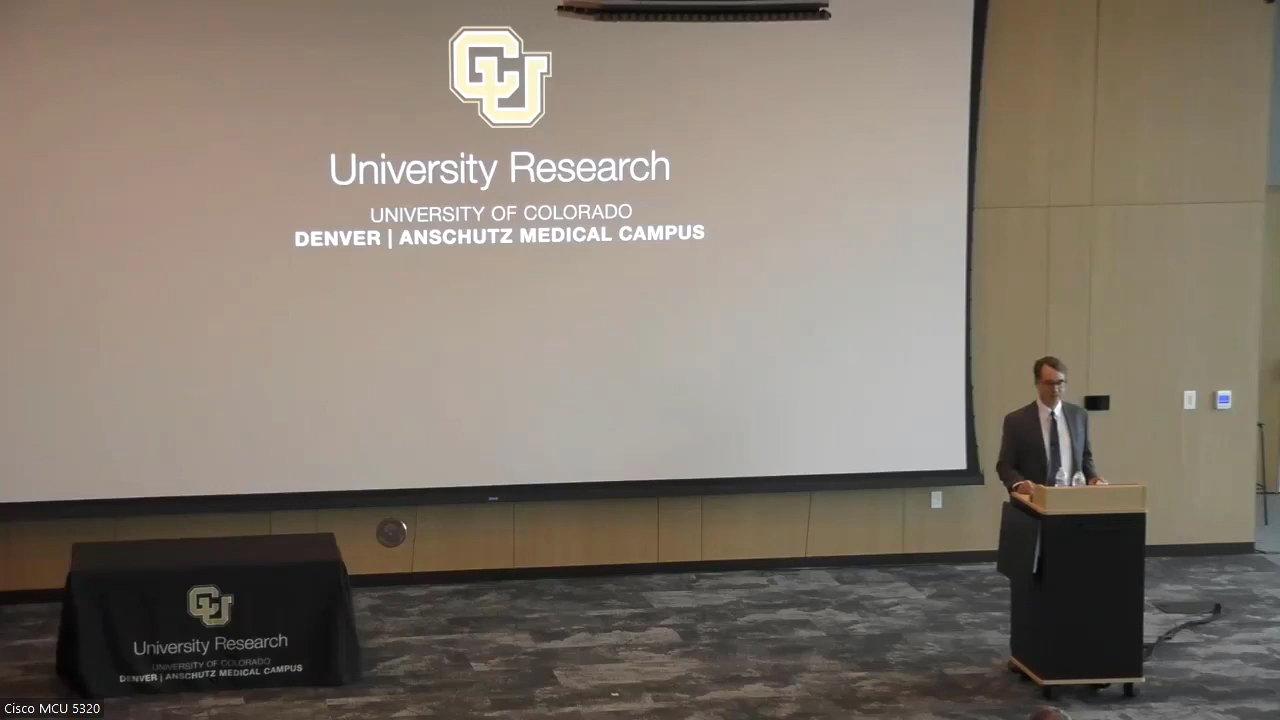 CU
University Research
UNIVERSITY OF COLORADO
DENVER | ANSCHUTZ MEDICAL CAMPUS
CU
University Research
UNIVERSITY OF COLORADO
DENVER | ANSCHUTZ MEDICAL CAMPUS
Cisco MCU 5320